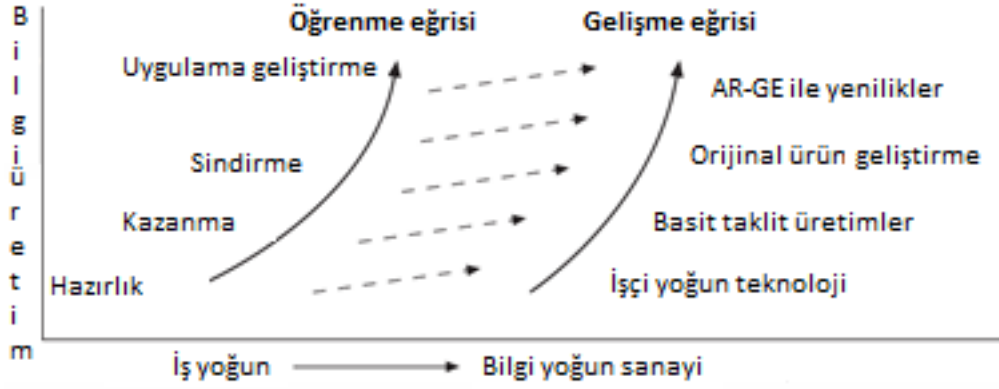 Bilgi üretim
Öğrenme eğrisi
Gelişme eğrisi
Uygulama geliştirme
AR-GE ile yenilikler
Sindirme
Orijinal ürün geliştirme
Kazanma
Basit taklit üretimler
Hazırlık
İşçi yoğun teknoloji
İş yoğun
Bilgi yoğun sanayi